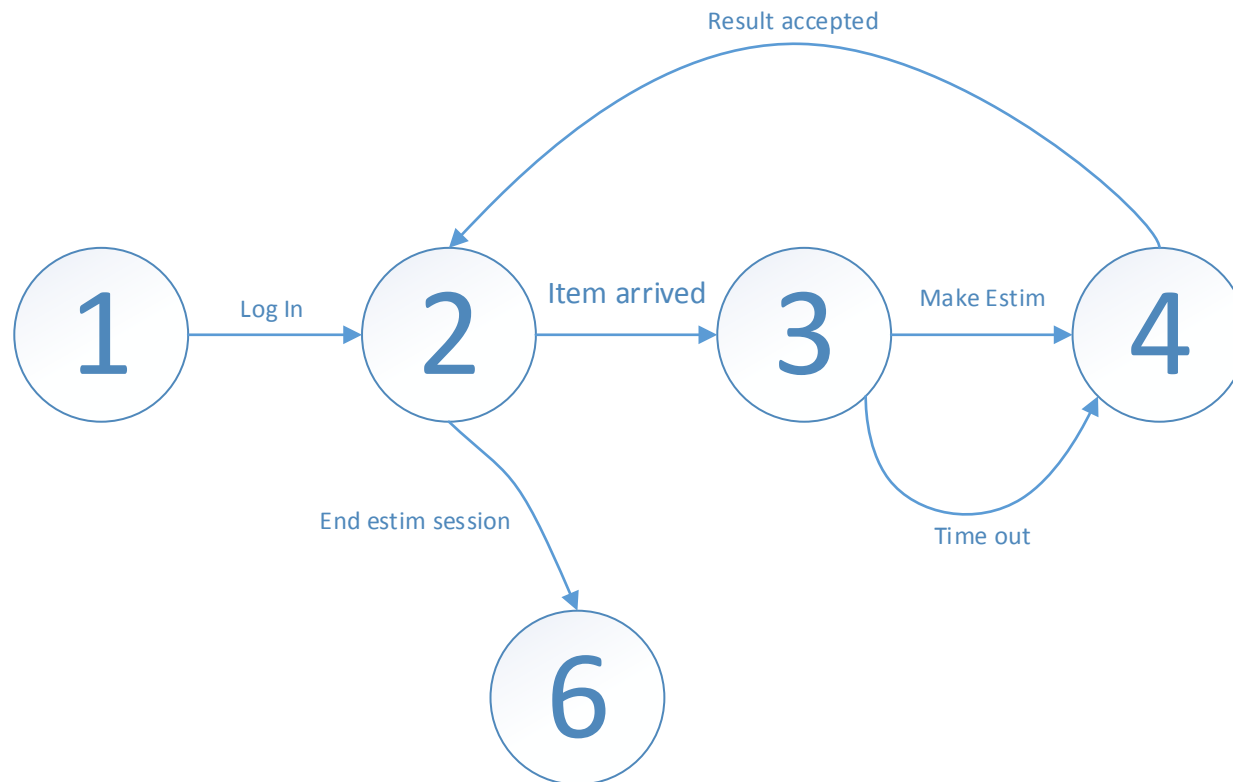 Result accepted
1
Log In
2
Item arrived
3
Make Estim
4
End estim session
Time out
6